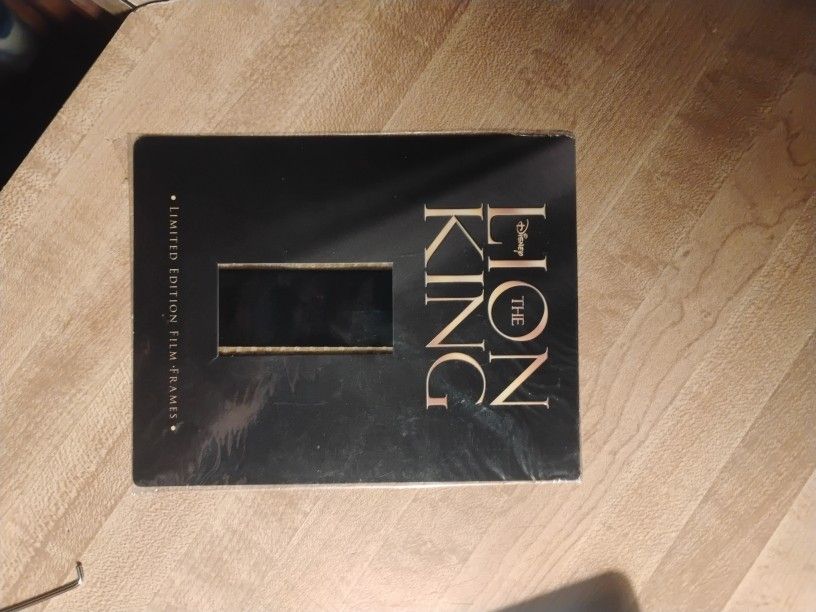 Disney
THE
LION
KING
• LIMITED EDITION FILM·FRAMES •